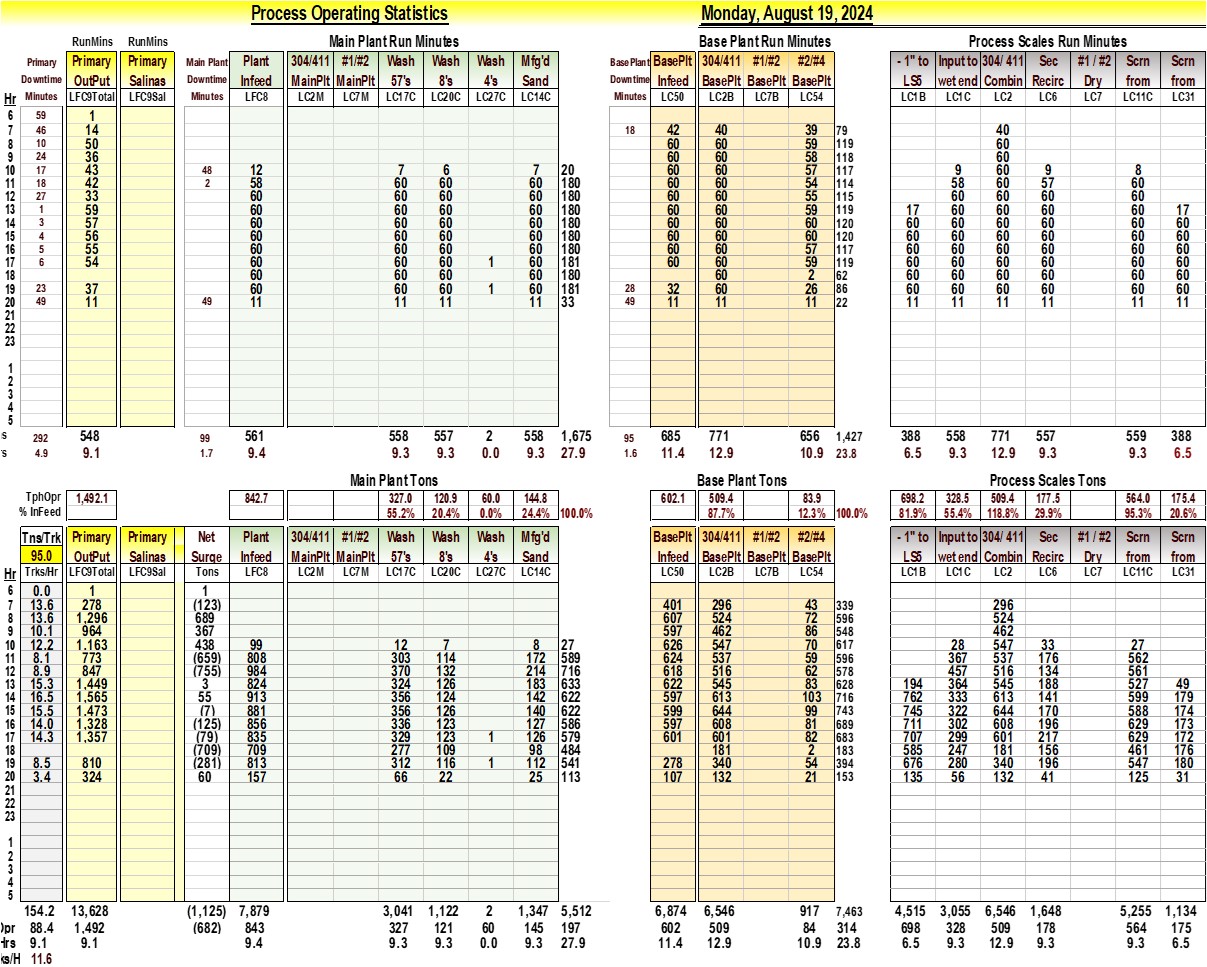 Process Operating Statistics Monday, August 19, 2024
RunMins RunMins Main Plant Run Minutes Base Plant Run Minutes Process Scales Run Minutes
Primary Primary Primary Main Plant Plant 304/411 #1/#2 Wash Wash Wash Mfg'd Base Plant BasePlt 304/411 #1/#2 #2/#4 - 1" to Input to 304/ 411 Sec #1 / #2 Scrn Scrn
Downtime OutPut Salinas Downtime Infeed MainPlt MainPlt 57's 8's 4's Sand Downtime Infeed BasePlt BasePlt BasePlt LS5 wet end Combin Recirc Dry from from
Hr Minutes LFC9Total LFC9Sal Minutes LFC8 LC2M LC7M LC17C LC20C LC27C LC14C Minutes LC50 LC2B LC7B LC54 LC1B LC1C LC2 LC6 LC7 LC11C LC31
6 59 1
7 46 14 18 42 40 39 79 40
8 10 50 60 60 59 119 60
9 24 36 60 60 58 118 60
10 17 43 48 12 7 6 7 20 60 60 57 117 9 60 9 8
11 18 42 2 58 60 60 60 180 60 60 54 114 58 60 57 60
12 27 33 60 60 60 60 180 60 60 55 115 60 60 60 60
13 1 59 60 60 60 60 180 60 60 59 119 17 60 60 60 60 17
14 3 57 60 60 60 60 180 60 60 60 120 60 60 60 60 60 60
15 4 56 60 60 60 60 180 60 60 60 120 60 60 60 60 60 60
16 5 55 60 60 60 60 180 60 60 57 117 60 60 60 60 60 60
17 6 54 60 60 60 1 60 181 60 60 59 119 60 60 60 60 60 60
18 60 60 60 60 180 60 2 62 60 60 60 60 60 60
19 23 37 60 60 60 1 60 181 28 32 60 26 86 60 60 60 60 60 60
20 49 11 49 11 11 11 11 33 49 11 11 11 22 11 11 11 11 11 11
21
22
23
1
2
3
4
5
s 292 548 99 561 558 557 2 558 1,675 95 685 771 656 1,427 388 558 771 557 559 388
s 4.9 9.1 1.7 9.4 9.3 9.3 0.0 9.3 27.9 1.6 11.4 12.9 10.9 23.8 6.5 9.3 12.9 9.3 9.3 6.5
Main Plant Tons Base Plant Tons Process Scales Tons
TphOpr 1,492.1 842.7 327.0 120.9 60.0 144.8 602.1 509.4 83.9 698.2 328.5 509.4 177.5 564.0 175.4
% InFeed 55.2% 20.4% 0.0% 24.4% 100.0% 87.7% 12.3% 100.0% 81.9% 55.4% 118.8% 29.9% 95.3% 20.6%
Tns/Trk Primary Primary Net Plant 304/411 #1/#2 Wash Wash Wash Mfg'd BasePlt 304/411 #1/#2 #2/#4 - 1" to Input to 304/ 411 Sec #1 / #2 Scrn Scrn
95.0 OutPut Salinas Surge Infeed MainPlt MainPlt 57's 8's 4's Sand Infeed BasePlt BasePlt BasePlt LS5 wet end Combin Recirc Dry from from
Hr Trks/Hr LFC9Total LFC9Sal Tons LFC8 LC2M LC7M LC17C LC20C LC27C LC14C LC50 LC2B LC7B LC54 LC1B LC1C LC2 LC6 LC7 LC11C LC31
6 0.0 1 1
7 13.6 278 (123) 401 296 43 339 296
8 13.6 1,296 689 607 524 72 596 524
9 10.1 964 367 597 462 86 548 462
10 12.2 1,163 438 99 12 7 8 27 626 547 70 617 28 547 33 27
11 8.1 773 (659) 808 303 114 172 589 624 537 59 596 367 537 176 562
12 8.9 847 (755) 984 370 132 214 716 618 516 62 578 457 516 134 561
13 15.3 1,449 3 824 324 126 183 633 622 545 83 628 194 364 545 188 527 49
14 16.5 1,565 55 913 356 124 142 622 597 613 103 716 762 333 613 141 599 179
15 15.5 1,473 (7) 881 356 126 140 622 599 644 99 743 745 322 644 170 588 174
16 14.0 1,328 (125) 856 336 123 127 586 597 608 81 689 711 302 608 196 629 173
17 14.3 1,357 (79) 835 329 123 1 126 579 601 601 82 683 707 299 601 217 629 172
18 (709) 709 277 109 98 484 181 2 183 585 247 181 156 461 176
19 8.5 810 (281) 813 312 116 1 112 541 278 340 54 394 676 280 340 196 547 180
20 3.4 324 60 157 66 22 25 113 107 132 21 153 135 56 132 41 125 31
21
22
23
1
2
3
4
5
154.2 13,628 (1,125) 7,879 3,041 1,122 2 1,347 5,512 6,874 6,546 917 7,463 4,515 3,055 6,546 1,648 5,255 1,134
Opr 88.4 1,492 (682) 843 327 121 60 145 197 602 509 84 314 698 328 509 178 564 175
Hrs 9.1 9.1 9.4 9.3 9.3 0.0 9.3 27.9 11.4 12.9 10.9 23.8 6.5 9.3 12.9 9.3 9.3 6.5
ks/H 11.6